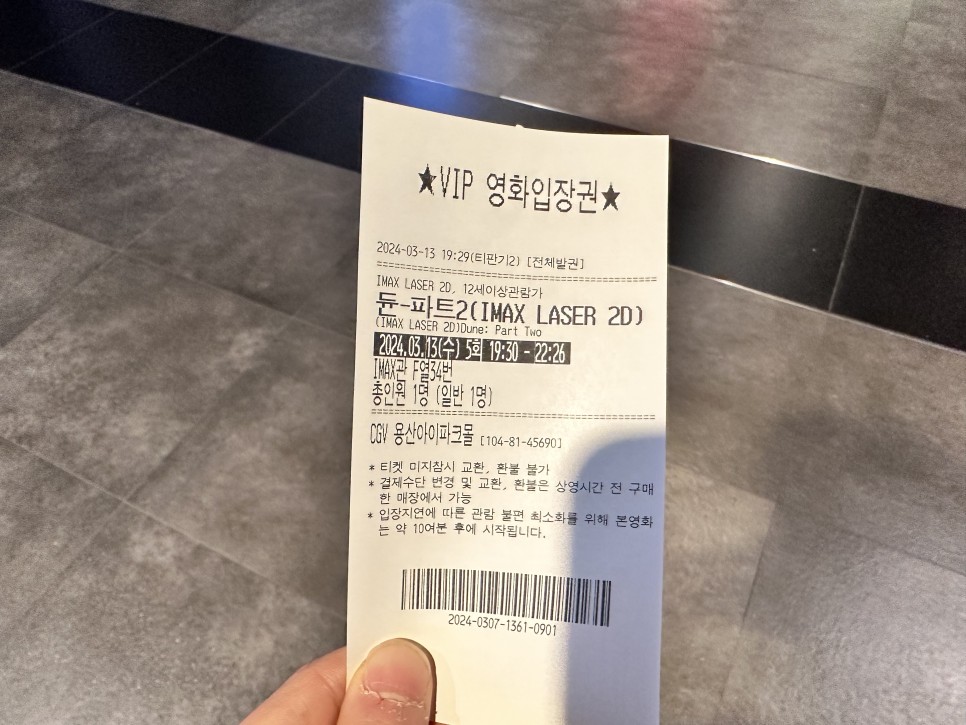 ★VIP 영화입장권★
2024-03-13 19:29(티판기2) [전체발권]
IMAX LASER 2D, 12세이상관람가
듄-파트2(IMAX LASER 2D)
(IMAX LASER 2D)Dune: Part Two
2024.03.13(수) 5회 19:30 - 22:26
IMAX관 F열34번
총인원 1명 (일반 1명)
CGV 용산아이파크몰 [104-81-45690]
* 티켓 미지참시 교환, 환불 불가
* 결제수단 변경 및 교환, 환불은 상영시간 전 구매
한 매장에서 가능
* 입장지연에 따른 관람 불편 최소화를 위해 본영화
는 약 10여분 후에 시작됩니다.
2024-0307-1361-0901